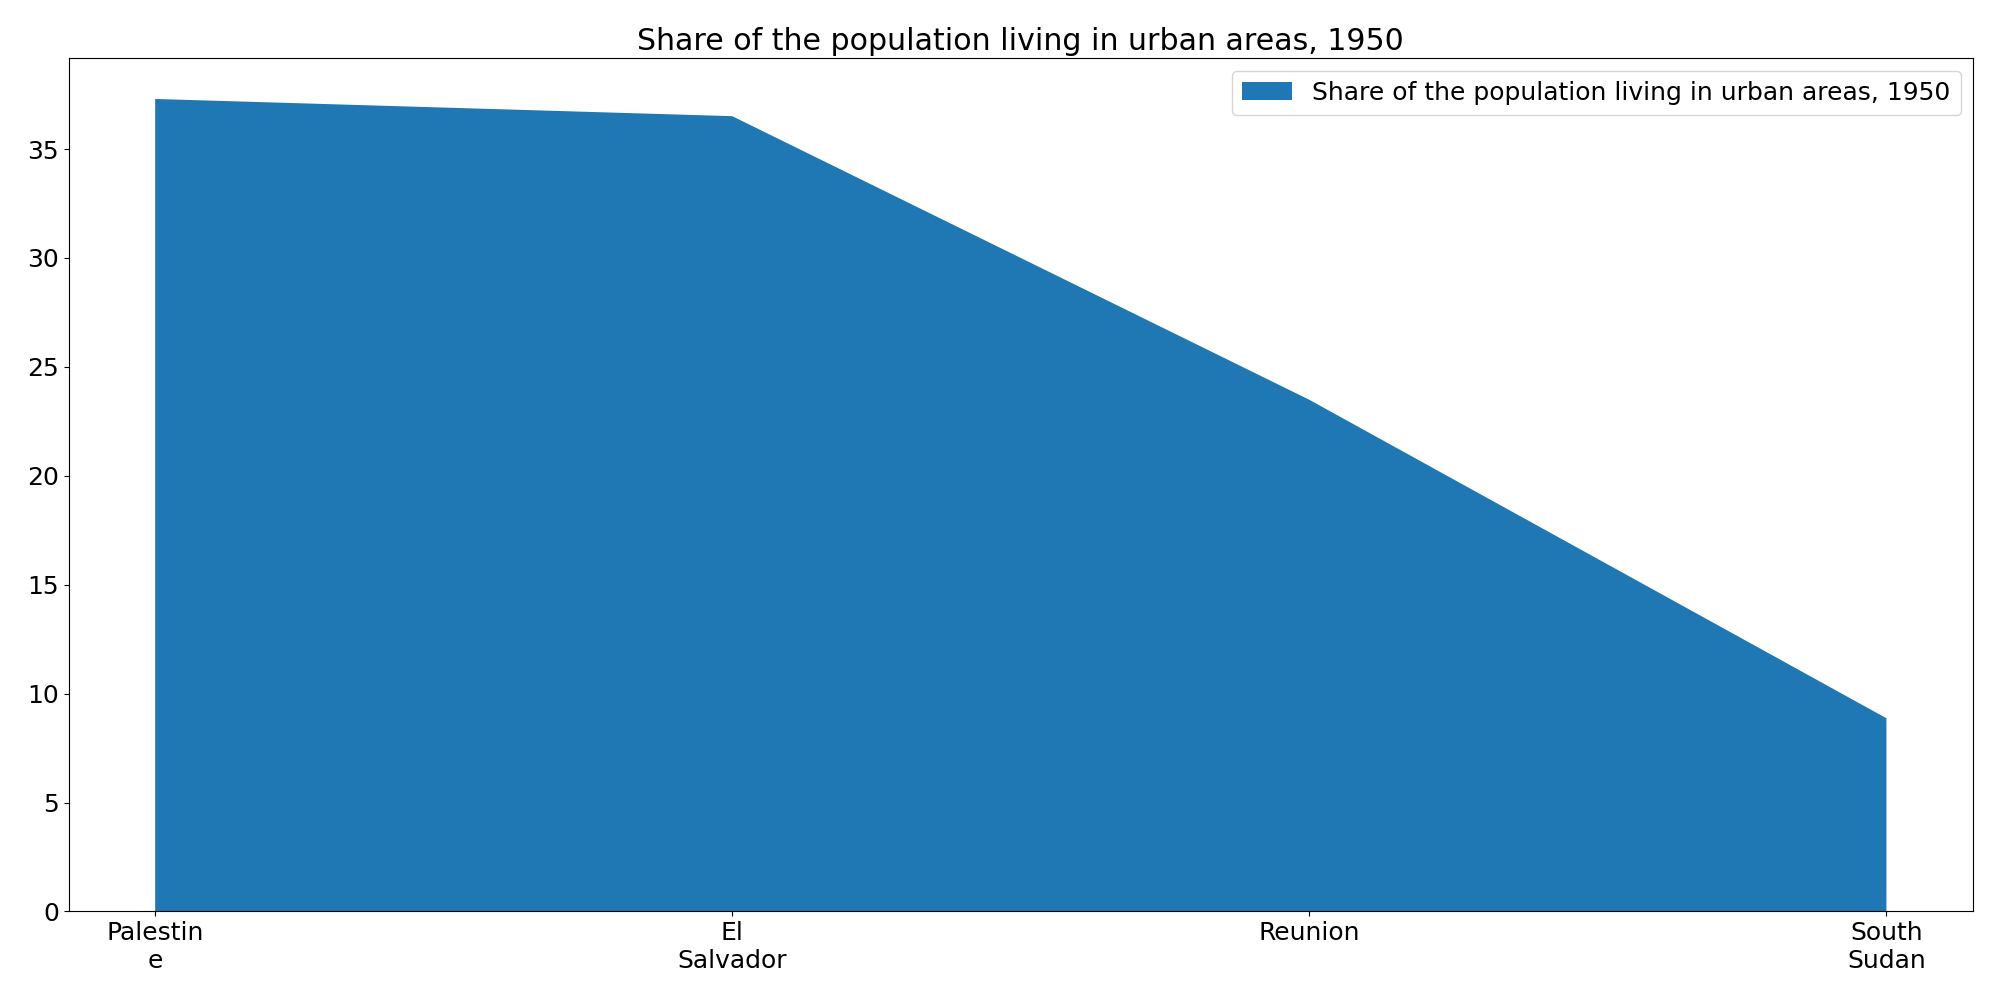 Share of the population living in urban areas, 1950
Share of the population living in urban areas, 1950
35
30
25
20
15
10
5
0
Palestin
e
El
Salvador
Reunion
South
Sudan